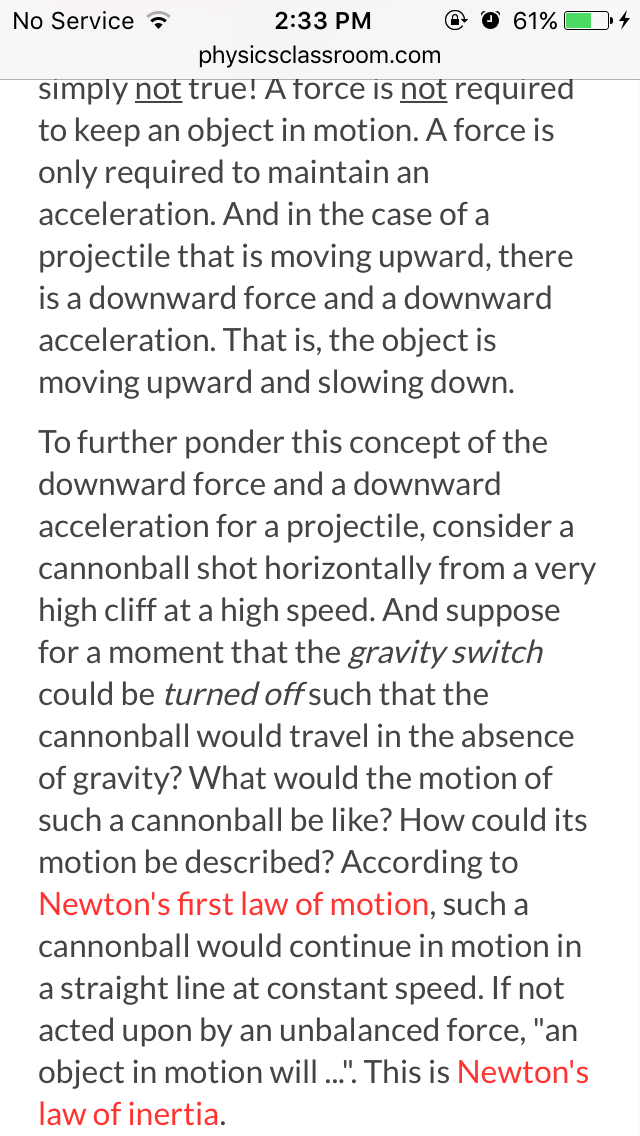 No Service 2:33 PM 61%
physicsclassroom.com
simply not true! A force is not required
to keep an object in motion. A force is
only required to maintain an
acceleration. And in the case of a
projectile that is moving upward, there
is a downward force and a downward
acceleration. That is, the object is
moving upward and slowing down.
To further ponder this concept of the
downward force and a downward
acceleration for a projectile, consider a
cannonball shot horizontally from a very
high cliff at a high speed. And suppose
for a moment that the gravity switch
could be turned off such that the
cannonball would travel in the absence
of gravity? What would the motion of
such a cannonball be like? How could its
motion be described? According to
Newton's first law of motion, such a
cannonball would continue in motion in
a straight line at constant speed. If not
acted upon by an unbalanced force, "an
object in motion will ...". This is Newton's
law of inertia.